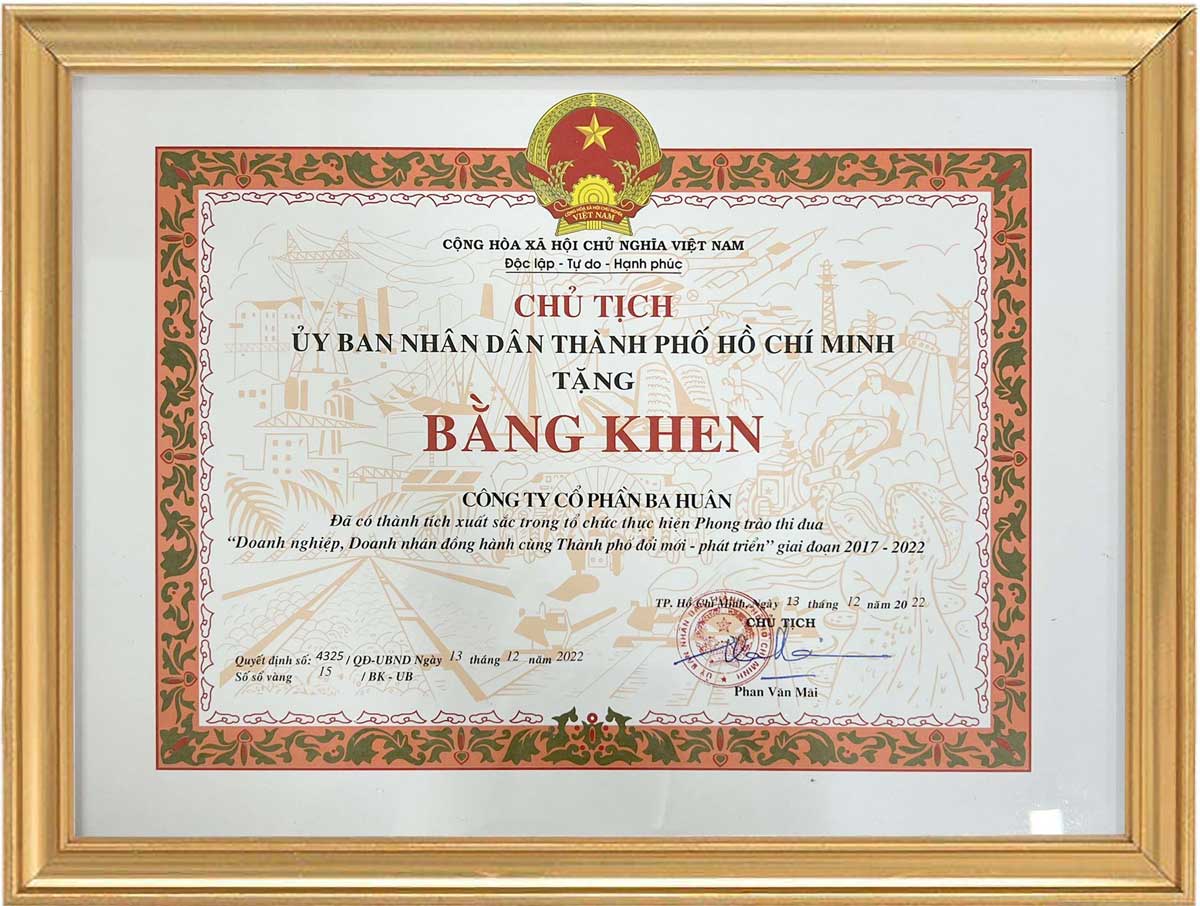 CỘNG HÒA XÃ HỘI CHỦ NGHĨA
VIỆT NAM
CỘNG HÒA XÃ HỘI CHỦ NGHĨA VIỆT NAM
Độc lập - Tự do - Hạnh phúc
CHỦ TỊCH
ỦY BAN NHÂN DÂN THÀNH PHỐ HỒ CHÍ MINH
TẶNG
BẰNG KHEN
CÔNG TY CỔ PHẦN BA HUÂN
Đã có thành tích xuất sắc trong tổ chức thực hiện Phong trào thi đua
“Doanh nghiệp, Doanh nhân đồng hành cùng Thành phố đổi mới - phát triển” giai đoạn 2017 - 2022
TP. Hồ Chí Minh, Ngày 13 tháng 12 năm 2022
CHỦ TỊCH
Quyết định số: 4325 / QĐ-UBND Ngày 13 tháng 12 năm 2022
Số sổ vàng 15 / BK - UB
Phan Văn Mãi